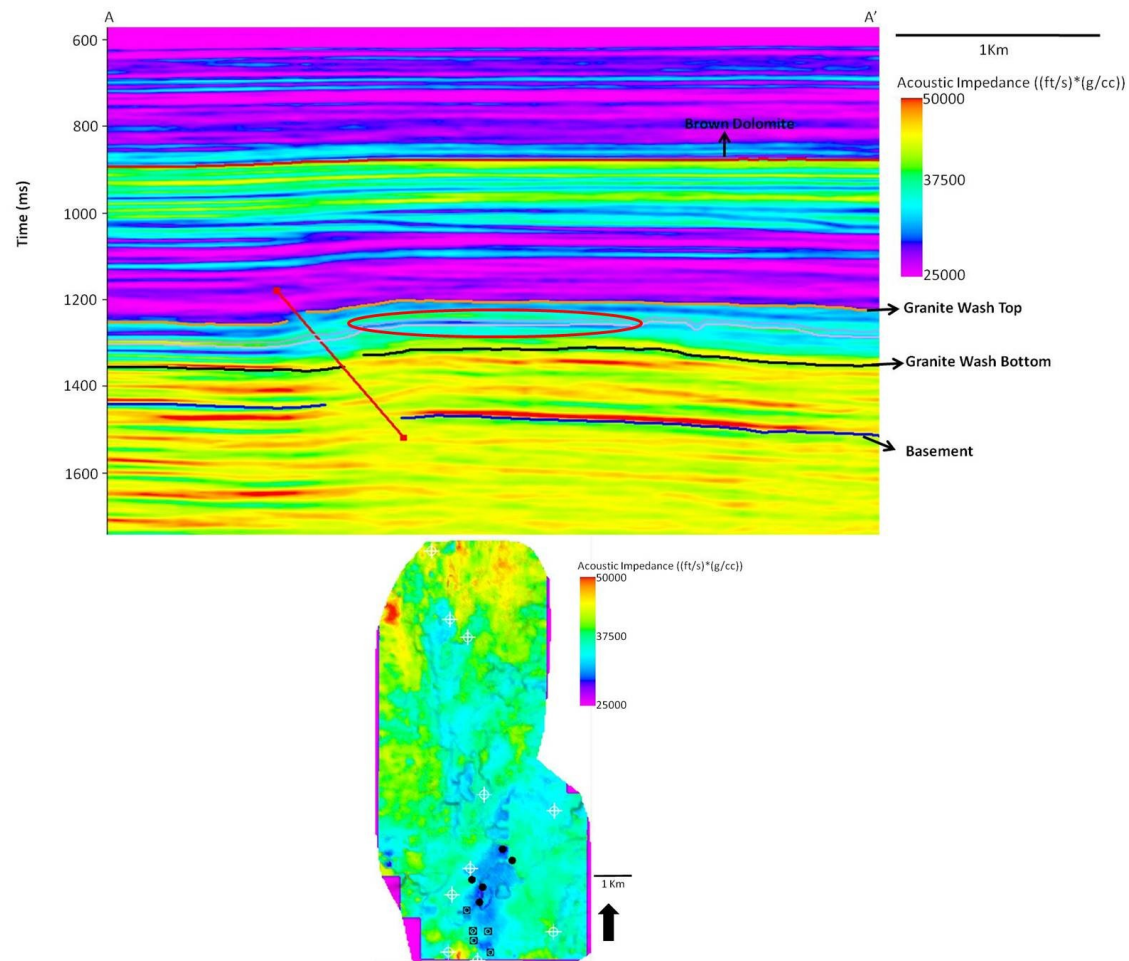 A
A'
600
800
1000
1200
1400
1600
Time (ms)
Brown Dolomite
1Km
Acoustic Impedance ((ft/s)*(g/cc))
50000
37500
25000
Granite Wash Top
Granite Wash Bottom
Basement
Acoustic Impedance ((ft/s)*(g/cc))
50000
37500
25000
1 Km